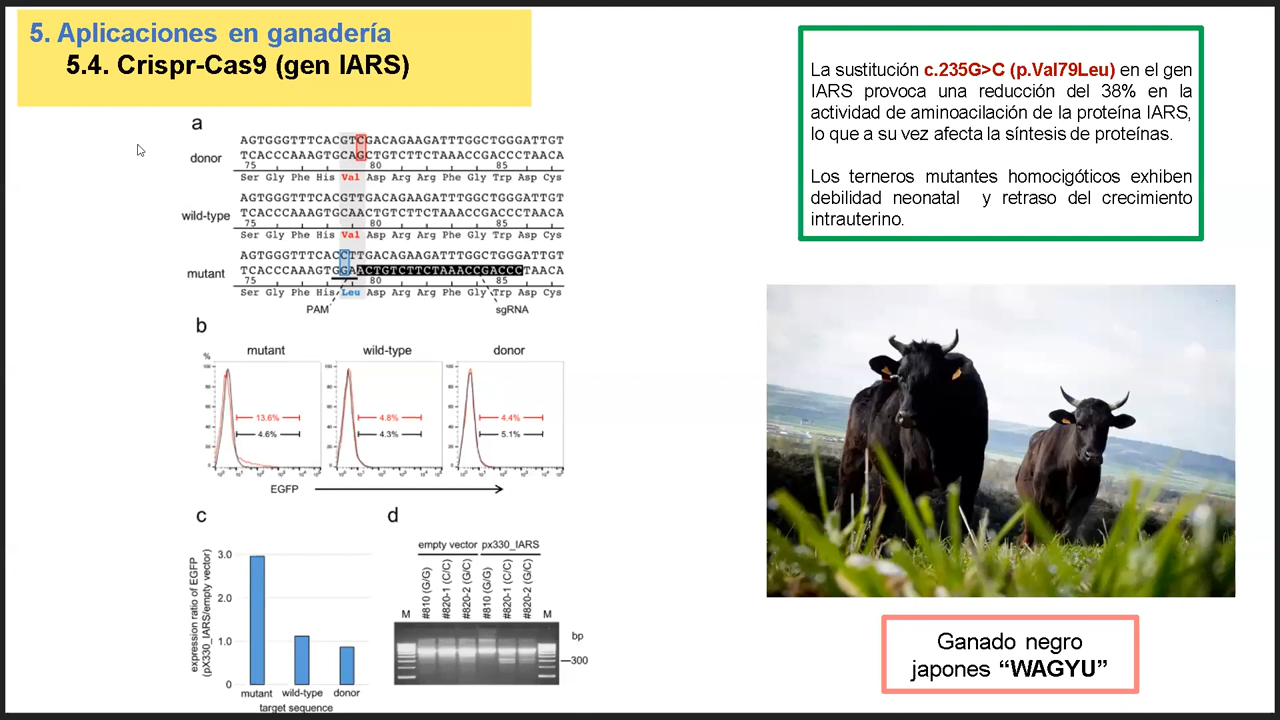 5. Aplicaciones en ganadería
5.4. Crispr-Cas9 (gen IARS)
La sustitución c.235G>C (p.Val79Leu) en el gen
IARS provoca una reducción del 38% en la
actividad de aminoacilación de la proteína IARS,
lo que a su vez afecta la síntesis de proteínas.
Los terneros mutantes homocigóticos exhiben
debilidad neonatal y retraso del crecimiento
intrauterino.
a
donor
AGTGGGTTTCACGTCGACAGAAGATTTGGCTGGGATTGT
TCACCCAAAGTGCAGCTGTCTTCTAAACCGACCCTAACA
75 80 85
Ser Gly Phe His Val Asp Arg Arg Phe Gly Trp Asp Cys
wild-type
AGTGGGTTTCACGTTGACAGAAGATTTGGCTGGGATTGT
TCACCCAAAGTGCAACTGTCTTCTAAACCGACCCTAACA
75 80 85
Ser Gly Phe His Val Asp Arg Arg Phe Gly Trp Asp Cys
mutant
AGTGGGTTTCACCTTGACAGAAGATTTGGCTGGGATTGT
TCACCCAAAGTGGAACTGTCTTCTAAACCGACCCTAACA
75 80 85
Ser Gly Phe His Leu Asp Arg Arg Phe Gly Trp Asp Cys
PAM sgRNA
b
%
mutant wild-type donor
13.6% 4.8% 4.4%
4.6% 4.3% 5.1%
EGFP
c
expression ratio of EGFP
(pX330_IARS/empty vector)
3.0
2.0
1.0
0
mutant wild-type donor
target sequence
d
empty vector px330_IARS
M #810 (G/G) #820-1 (C/C) #820-2 (G/C) #810 (G/G) #820-1 (C/C) #820-2 (G/C) M
bp
300
Ganado negro
japones “WAGYU”